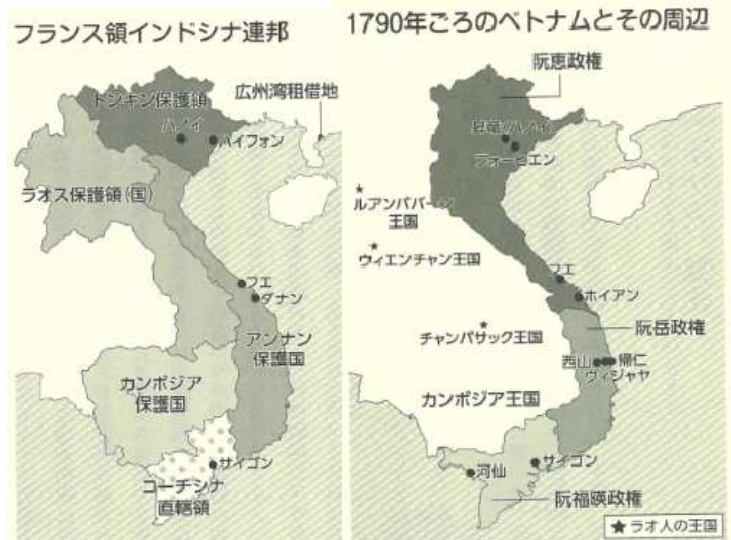 フランス領インドシナ連邦
トンキン保護領
広州湾租借地
ハノイ
ハイフォン
ラオス保護領(国)
フエ
ダナン
アンナン
保護国
カンボジア
保護国
サイゴン
コーチシナ
直轄領
1790年ごろのベトナムとその周辺
阮恵政権
昇竜(ハノイ)
フォーヒエン
ルアンパバーン
王国
ヴィエンチャン王国
フエ
ホイアン
チャンパサック王国
阮岳政権
西山
帰仁
ヴィジャヤ
カンボジア王国
サイゴン
河仙
阮福暎政権
★ラオ人の王国